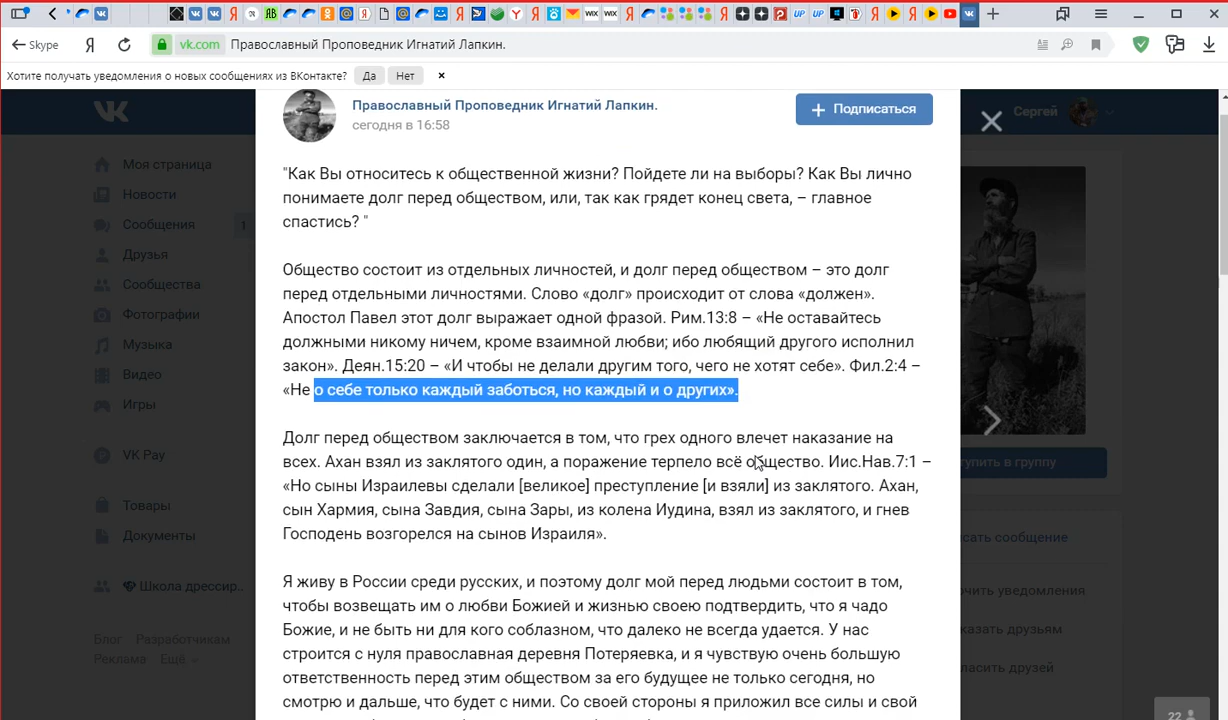 Skype
vk.com
Православный Проповедник Игнатий Лапкин.
Хотите получать уведомления о новых сообщениях из ВКонтакте?
Да
Нет
Православный Проповедник Игнатий Лапкин.
сегодня в 16:58
Подписаться
Сергей
Моя страница
Новости
Сообщения
1
Друзья
Сообщества
Фотографии
Музыка
Видео
Игры
VK Pay
Товары
Документы
Школа дрессир..
Блог Разработчикам
Реклама Ещё
"Как Вы относитесь к общественной жизни? Пойдете ли на выборы? Как Вы лично
понимаете долг перед обществом, или, так как грядет конец света, – главное
спастись? "
Общество состоит из отдельных личностей, и долг перед обществом – это долг
перед отдельными личностями. Слово «долг» происходит от слова «должен».
Апостол Павел этот долг выражает одной фразой. Рим.13:8 – «Не оставайтесь
должными никому ничем, кроме взаимной любви; ибо любящий другого исполнил
закон». Деян.15:20 – «И чтобы не делали другим того, чего не хотят себе». Фил.2:4 –
«Не о себе только каждый заботься, но каждый и о других».
Долг перед обществом заключается в том, что грех одного влечет наказание на
всех. Ахан взял из заклятого один, а поражение терпело всё общество. Иис.Нав.7:1 –
«Но сыны Израилевы сделали [великое] преступление [и взяли] из заклятого. Ахан,
сын Хармия, сына Завдия, сына Зары, из колена Иудина, взял из заклятого, и гнев
Господень возгорелся на сынов Израиля».
Я живу в России среди русских, и поэтому долг мой перед людьми состоит в том,
чтобы возвещать им о любви Божией и жизнью своею подтвердить, что я чадо
Божие, и не быть ни для кого соблазном, что далеко не всегда удается. У нас
строится с нуля православная деревня Потеряевка, и я чувствую очень большую
ответственность перед этим обществом за его будущее не только сегодня, но
смотрю и дальше, что будет с ними. Со своей стороны я приложил все силы и свой
тупить в группу
исать сообщение
ючить уведомления
казать друзьям
ласить друзей
22